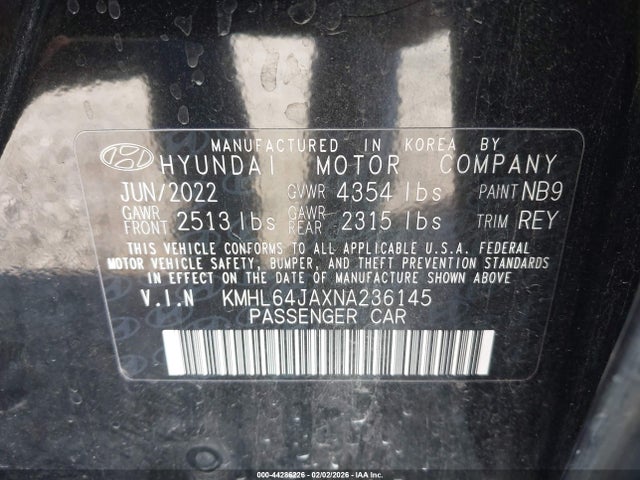 MANUFACTURED IN KOREA BY
HYUNDAI MOTOR COMPANY
JUN/2022 GVWR 4354 lbs PAINT NB9
GAWR FRONT 2513 lbs GAWR REAR 2315 lbs TRIM REY
THIS VEHICLE CONFORMS TO ALL APPLICABLE U.S.A. FEDERAL
MOTOR VEHICLE SAFETY, BUMPER, AND THEFT PREVENTION STANDARDS
IN EFFECT ON THE DATE OF MANUFACTURE SHOWN ABOVE
V.I.N KMHL64JAXNA236145
PASSENGER CAR
000-44286226 - 02/02/2026 - IAA Inc.